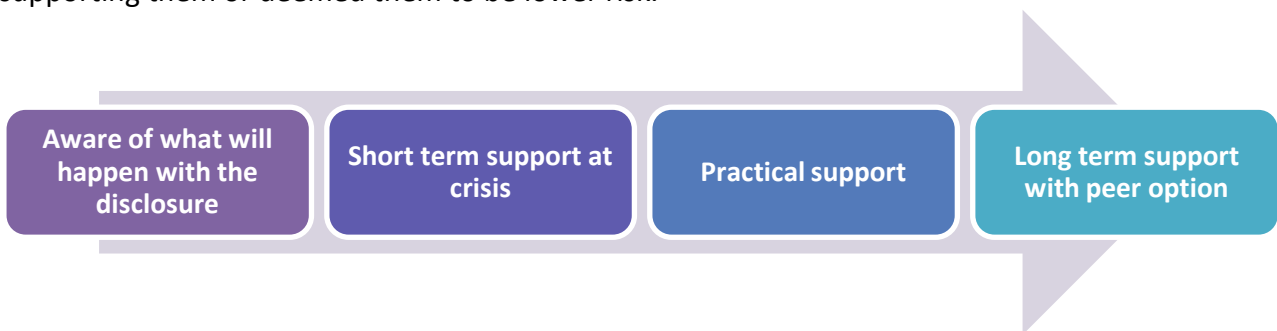 supporting them or deemed them to be lower risk.
Aware of what will
happen with the
disclosure
Short term support at
crisis
Practical support
Long term support
with peer option